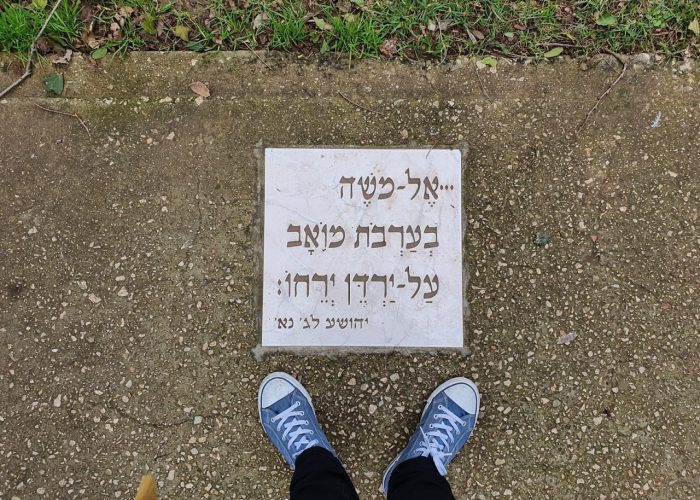 ...אֶל-מֹשֶׁה
בְּעַרְבֹת מוֹאָב
עַל-יַרְדֵּן יְרֵחוֹ:
יהושע לג׳ נא׳